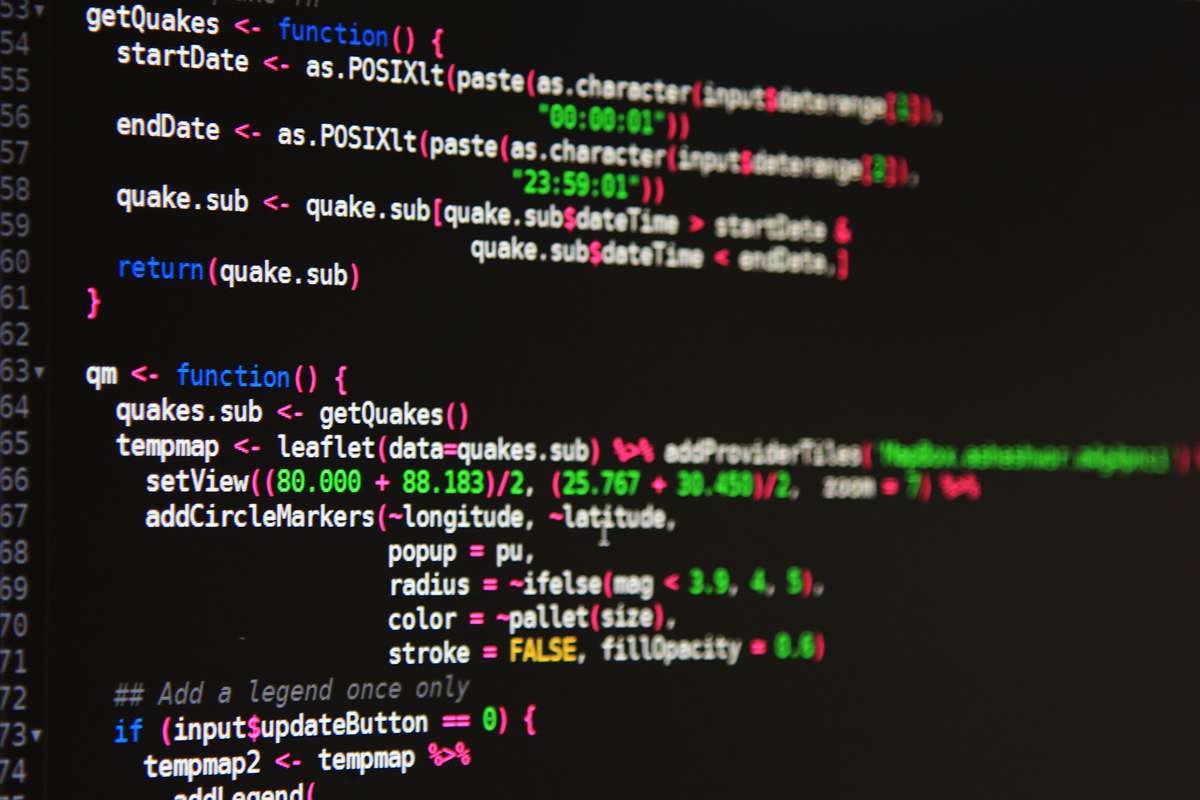 53
54 getQuakes <- function() {
55 startDate <- as.POSIXlt(paste(as.character(input$daterange[]),
56 "00:00:01"))
57 endDate <- as.POSIXlt(paste(as.character(input$daterange[]),
58 "23:59:01"))
59 quake.sub <- quake.sub[quake.sub$dateTime > startDate &
60 quake.sub$dateTime < endDate,]
61 return(quake.sub)
62 }
63 qm <- function() {
64 quakes.sub <- getQuakes()
65 tempmap <- leaflet(data=quakes.sub) %>% addProviderTiles(
66 setView((80.000 + 88.183)/2, (25.767 + 30.450)/2, zoom = 7) %>%
67 addCircleMarkers(~longitude, ~latitude,
68 popup = pu,
69 radius = ~ifelse(mag < 3.9, 4, 5),
70 color = ~pallet(size),
71 stroke = FALSE, fillOpacity = 0.6)
72 ## Add a legend once only
73 if (input$updateButton == 0) {
74 tempmap2 <- tempmap %>%
addLegend(